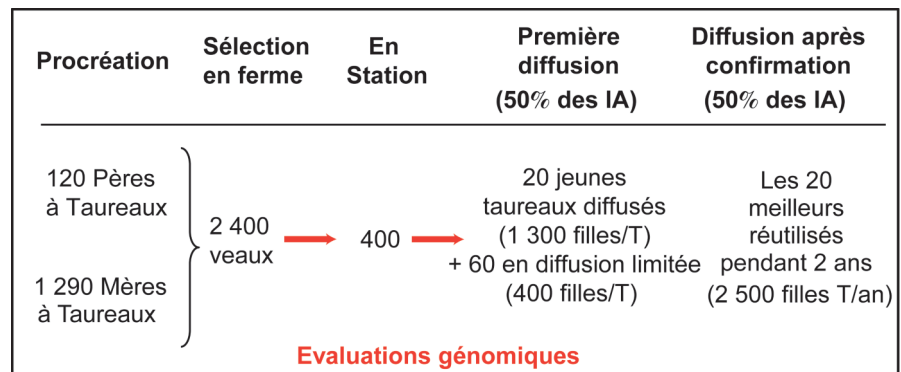 Procréation
Sélection
en ferme
En
Station
Première
diffusion
(50% des IA)
Diffusion après
confirmation
(50% des IA)
120 Pères
à Taureaux
1 290 Mères
à Taureaux
2 400
veaux
400
20 jeunes
taureaux diffusés
(1 300 filles/T)
+ 60 en diffusion limitée
(400 filles/T)
Les 20
meilleurs
réutilisés
pendant 2 ans
(2 500 filles T/an)
Evaluations génomiques